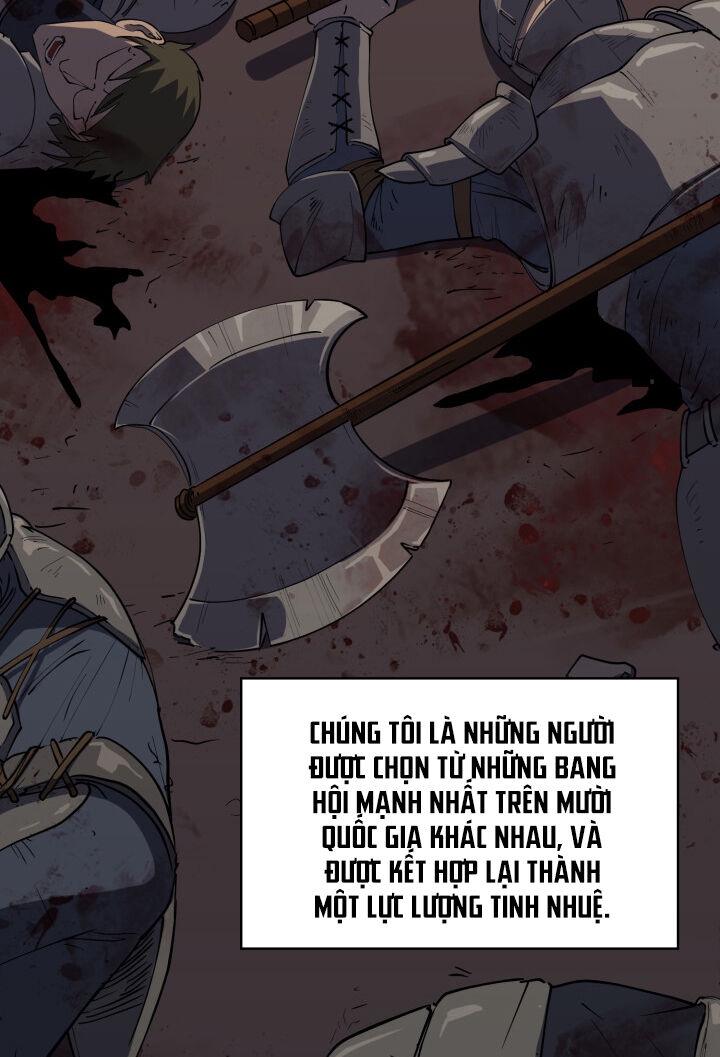 CHÚNG TÔI LÀ NHỮNG NGƯỜI
ĐƯỢC CHỌN TỪ NHỮNG BANG
HỘI MẠNH NHẤT TRÊN MƯỜI
QUỐC GIA KHÁC NHAU, VÀ
ĐƯỢC KẾT HỢP LẠI THÀNH
MỘT LỰC LƯỢNG TINH NHUỆ.